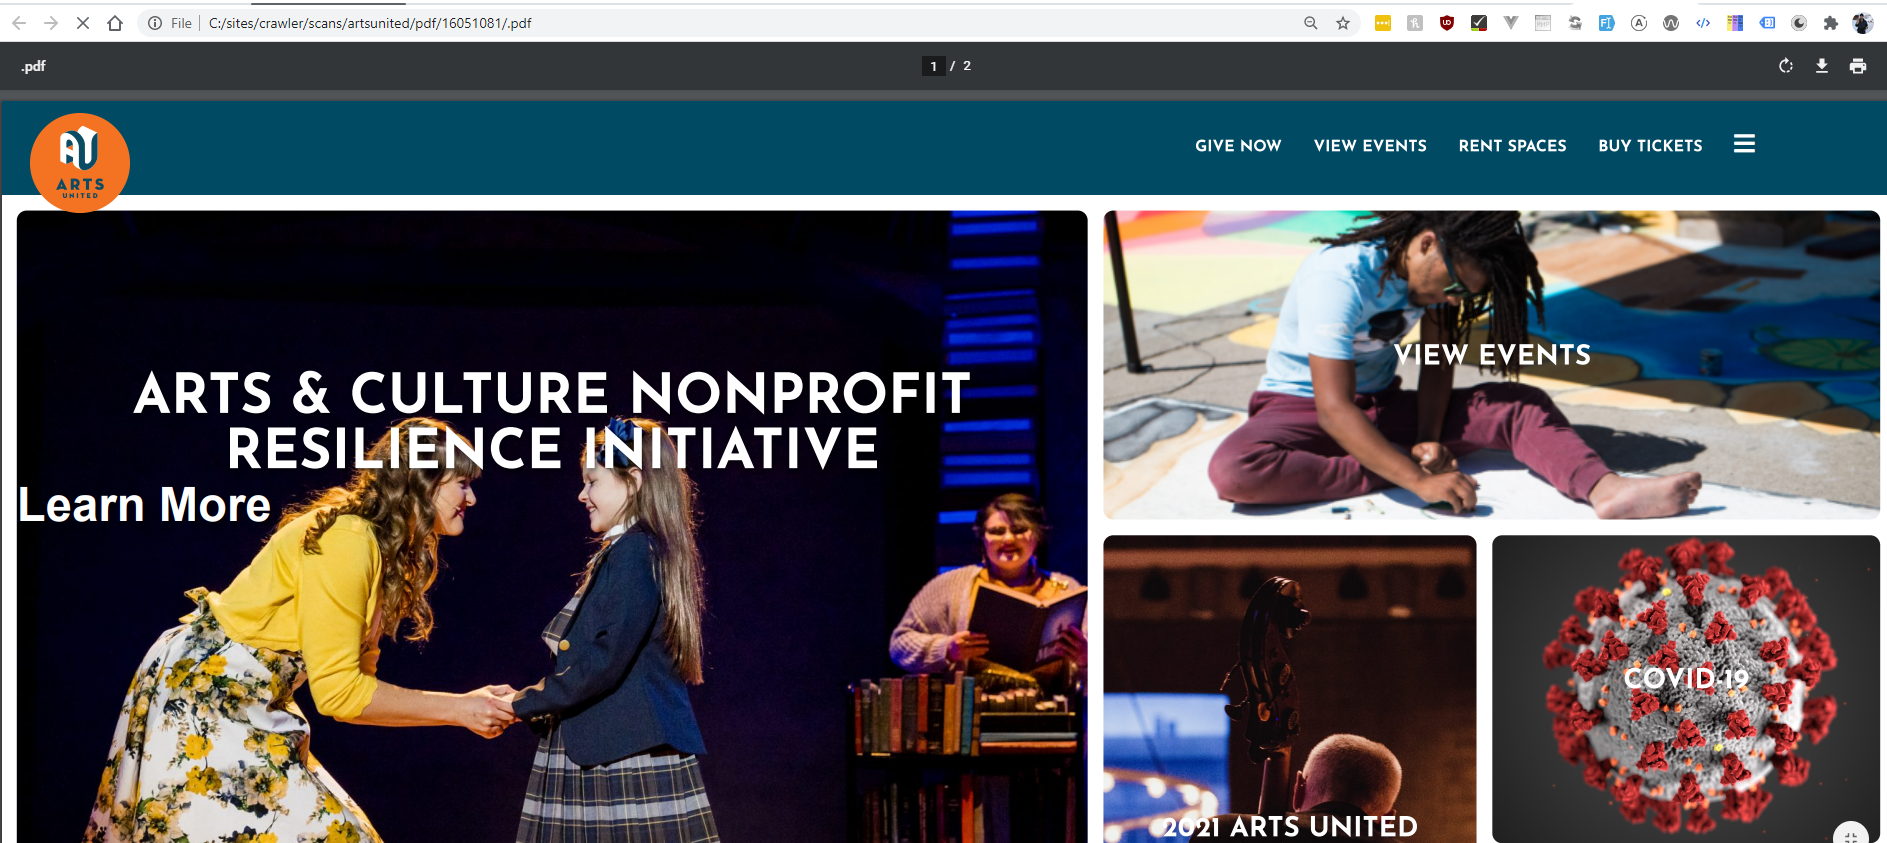 File
C:/sites/crawler/scans/artsunited/pdf/16051081/.pdf
.pdf
1 / 2
AU
ARTS
UNITED
GIVE NOW
VIEW EVENTS
RENT SPACES
BUY TICKETS
ARTS & CULTURE NONPROFIT
RESILIENCE INITIATIVE
Learn More
VIEW EVENTS
2021 ARTS UNITED
COVID-19